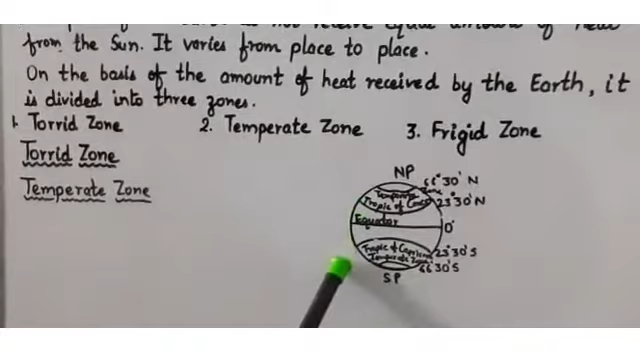 from the Sun. It varies from place to place.
On the basis of the amount of heat received by the Earth, it
is divided into three zones.
1. Torrid Zone 2. Temperate Zone 3. Frigid Zone
Torrid Zone
Temperate Zone
NP
66°30' N
Temperate Zone
Tropic of Cancer 23°30' N
Equator 0°
Tropic of Capricorn 23°30' S
Temperate Zone 66°30' S
SP